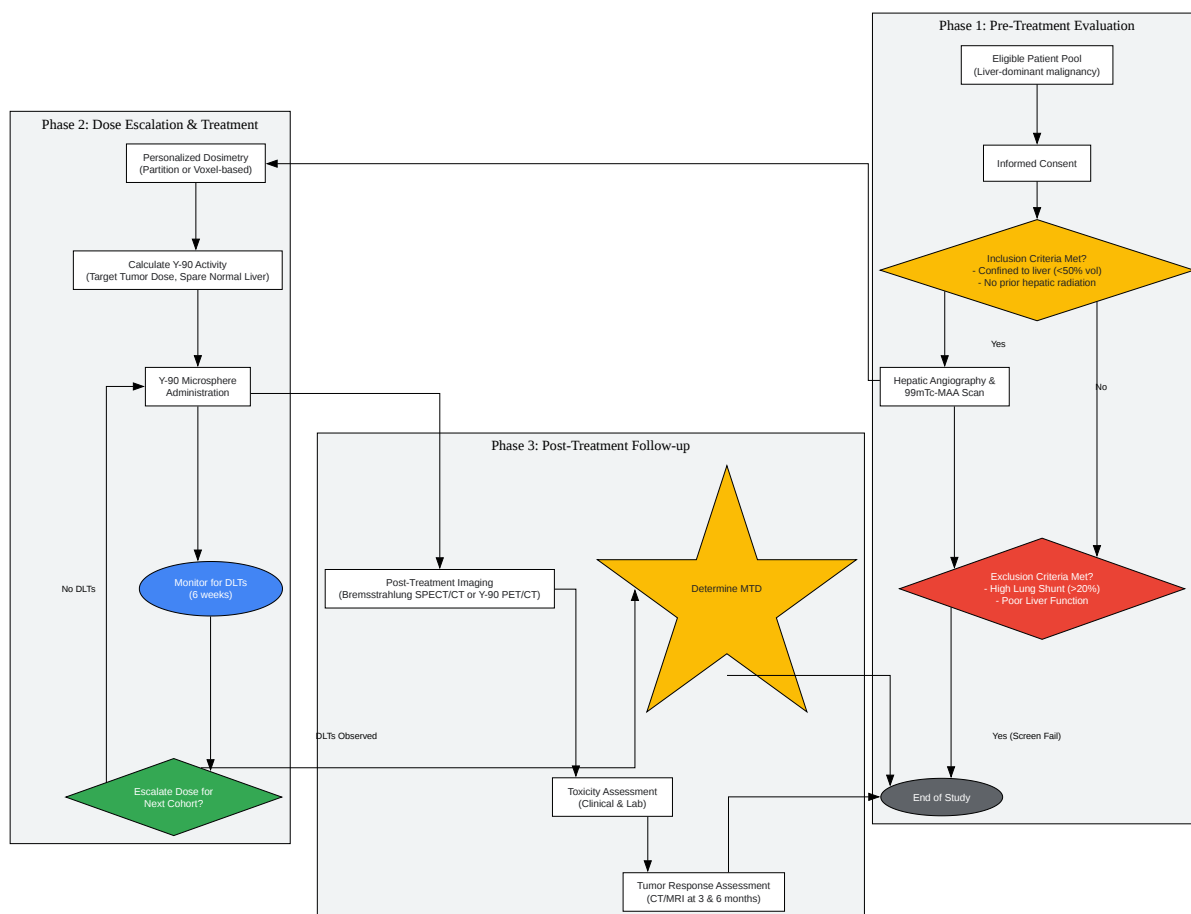 Phase 1: Pre-Treatment Evaluation
Eligible Patient Pool
(Liver-dominant malignancy)
Informed Consent
Inclusion Criteria Met?
- Confined to liver (<50% vol)
- No prior hepatic radiation
Yes
No
Hepatic Angiography &
99mTc-MAA Scan
Exclusion Criteria Met?
- High Lung Shunt (>20%)
- Poor Liver Function
Yes (Screen Fail)
End of Study
Phase 2: Dose Escalation & Treatment
Personalized Dosimetry
(Partition or Voxel-based)
Calculate Y-90 Activity
(Target Tumor Dose, Spare Normal Liver)
Y-90 Microsphere
Administration
Monitor for DLTs
(6 weeks)
No DLTs
DLTs Observed
Escalate Dose for
Next Cohort?
Phase 3: Post-Treatment Follow-up
Post-Treatment Imaging
(Bremsstrahlung SPECT/CT or Y-90 PET/CT)
Determine MTD
Toxicity Assessment
(Clinical & Lab)
Tumor Response Assessment
(CT/MRI at 3 & 6 months)